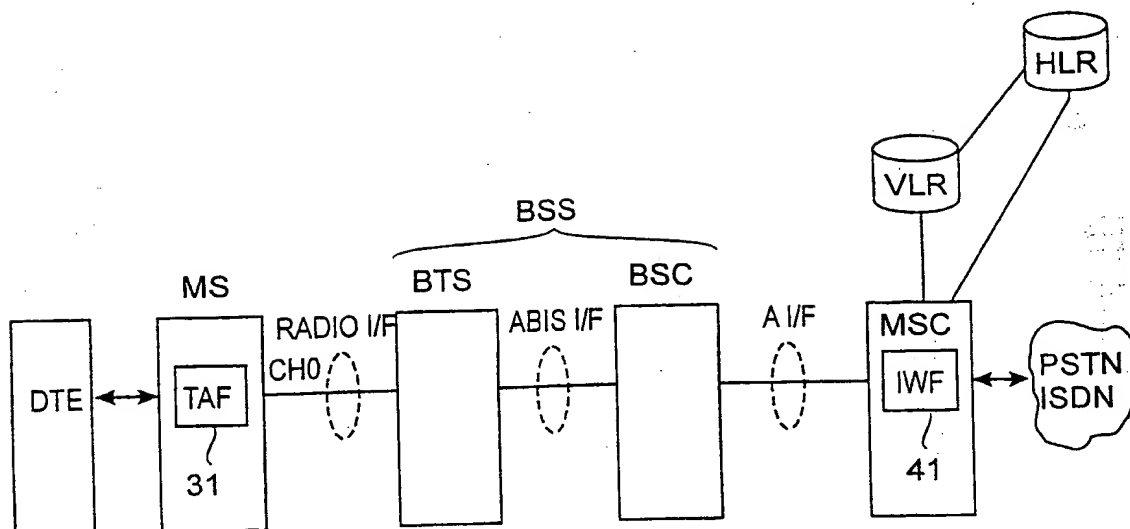 HLR
VLR
BSS
MS
BTS
BSC
RADIO I/F
ABIS I/F
A I/F
MSC
CH0
DTE
TAF
IWF
PSTN
ISDN
31
41